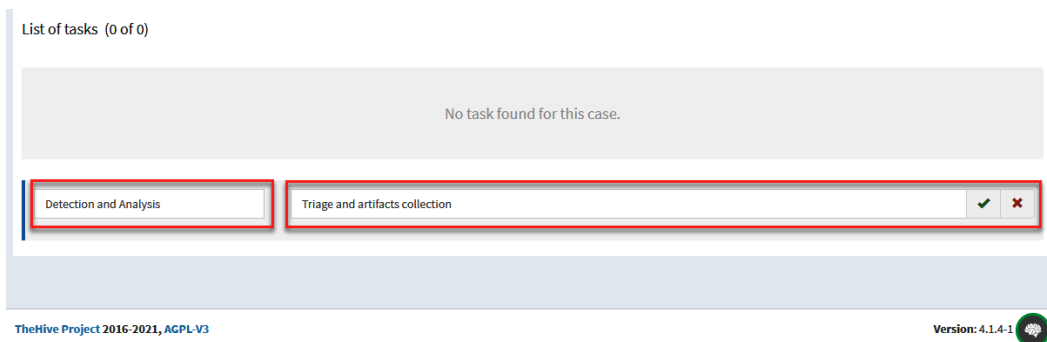 List of tasks (0 of 0)
No task found for this case.
Detection and Analysis
Triage and artifacts collection
TheHive Project 2016-2021, AGPL-V3
Version: 4.1.4-1